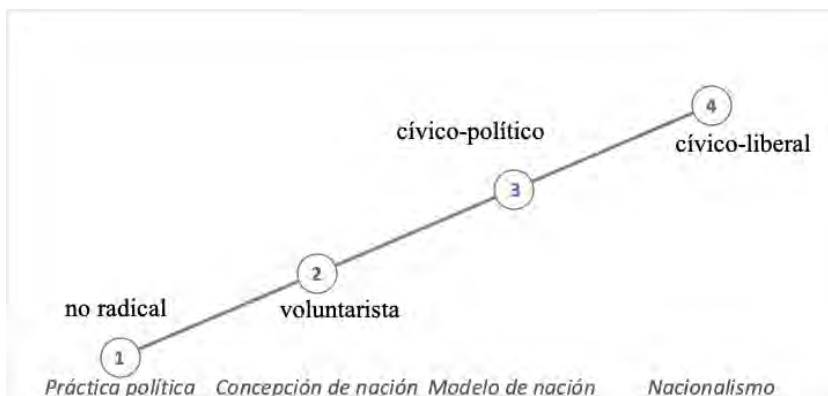 4
cívico-político
cívico-liberal
3
2
no radical
voluntarista
1
Práctica política Concepción de nación Modelo de nación Nacionalismo